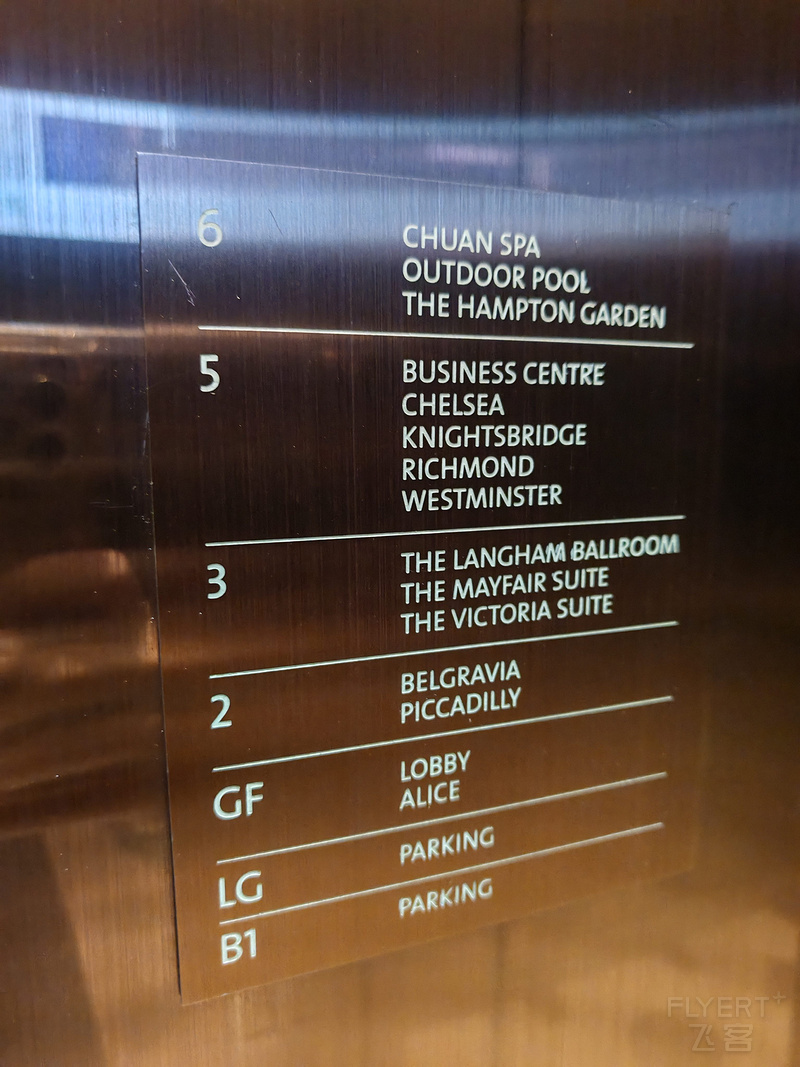 6
CHUAN SPA
OUTDOOR POOL
THE HAMPTON GARDEN
5
BUSINESS CENTRE
CHELSEA
KNIGHTSBRIDGE
RICHMOND
WESTMINSTER
3
THE LANGHAM BALLROOM
THE MAYFAIR SUITE
THE VICTORIA SUITE
2
BELGRAVIA
PICCADILLY
GF
LOBBY
ALICE
LG
PARKING
B1
PARKING
FLYERT+
飞客